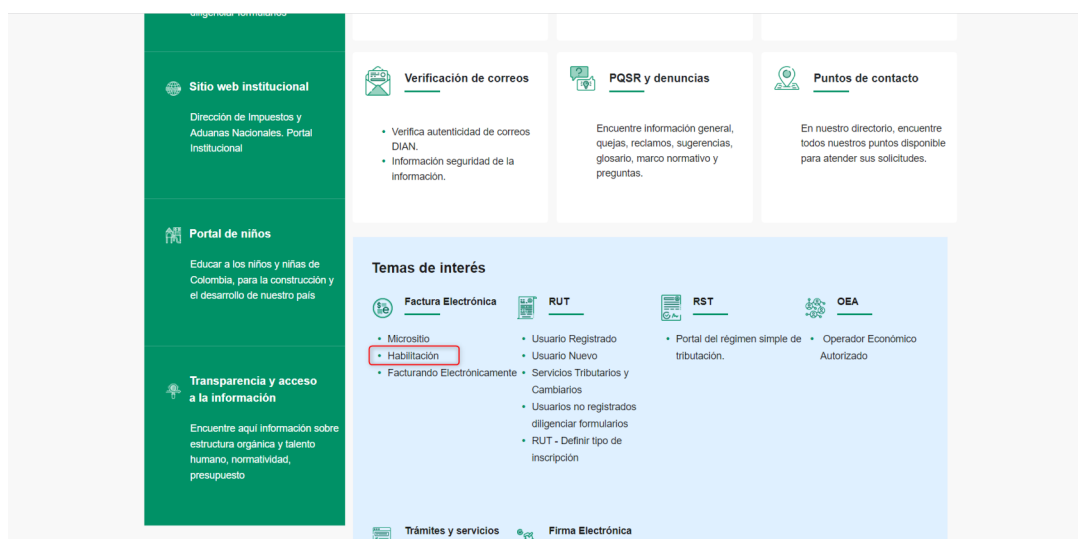 diligenciar formularios
Sitio web institucional
Dirección de Impuestos y
Aduanas Nacionales. Portal
Institucional
Portal de niños
Educar a los niños y niñas de
Colombia, para la construcción y
el desarrollo de nuestro país
Transparencia y acceso
a la información
Encuentre aquí información sobre
estructura orgánica y talento
humano, normatividad,
presupuesto
Verificación de correos
• Verifica autenticidad de correos
DIAN.
• Información seguridad de la
información.
PQSR y denuncias
Encuentre información general,
quejas, reclamos, sugerencias,
glosario, marco normativo y
preguntas.
Puntos de contacto
En nuestro directorio, encuentre
todos nuestros puntos disponible
para atender sus solicitudes.
Temas de interés
Factura Electrónica
• Micrositio
• Habilitación
• Facturando Electrónicamente
RUT
• Usuario Registrado
• Usuario Nuevo
• Servicios Tributarios y
Cambiarios
• Usuarios no registrados
diligenciar formularios
• RUT - Definir tipo de
inscripción
RST
• Portal del régimen simple de
tributación.
OEA
• Operador Económico
Autorizado
Trámites y servicios
Firma Electrónica